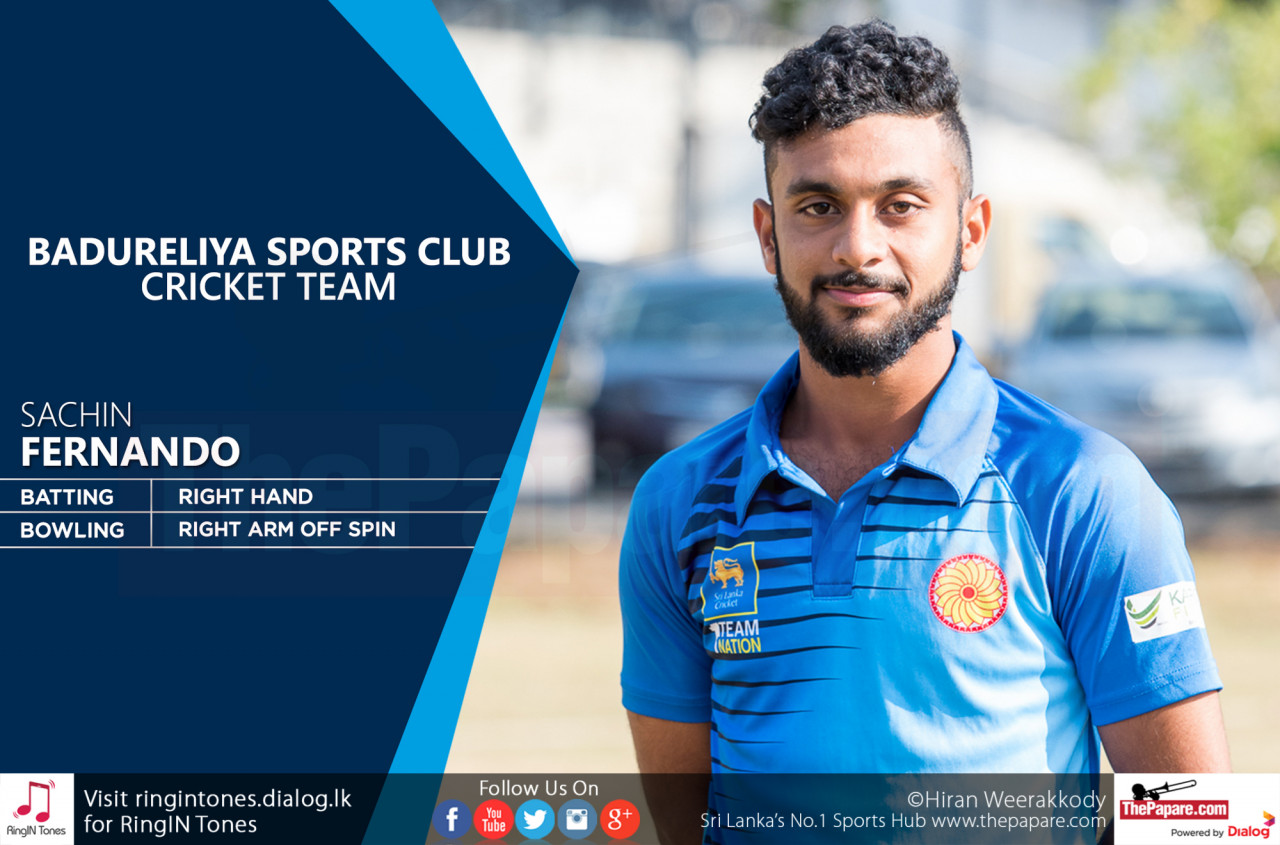 BADURELIYA SPORTS CLUB
CRICKET TEAM
SACHIN
FERNANDO
BATTING RIGHT HAND
BOWLING RIGHT ARM OFF SPIN
ThePapare.com
Sri Lanka
Cricket
TEAM
NATION
RingIN Tones
Visit ringintones.dialog.lk
for RingIN Tones
Follow Us On
f You Tube g+
©Hiran Weerakkody
Sri Lanka's No.1 Sports Hub www.thepapare.com
ThePapare.com
Powered by Dialog